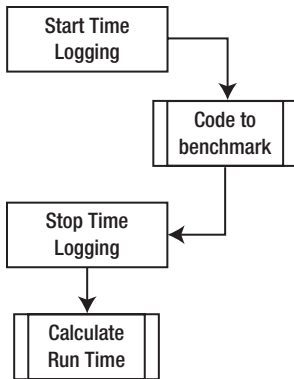 Start Time
Logging
Code to
benchmark
Stop Time
Logging
Calculate
Run Time